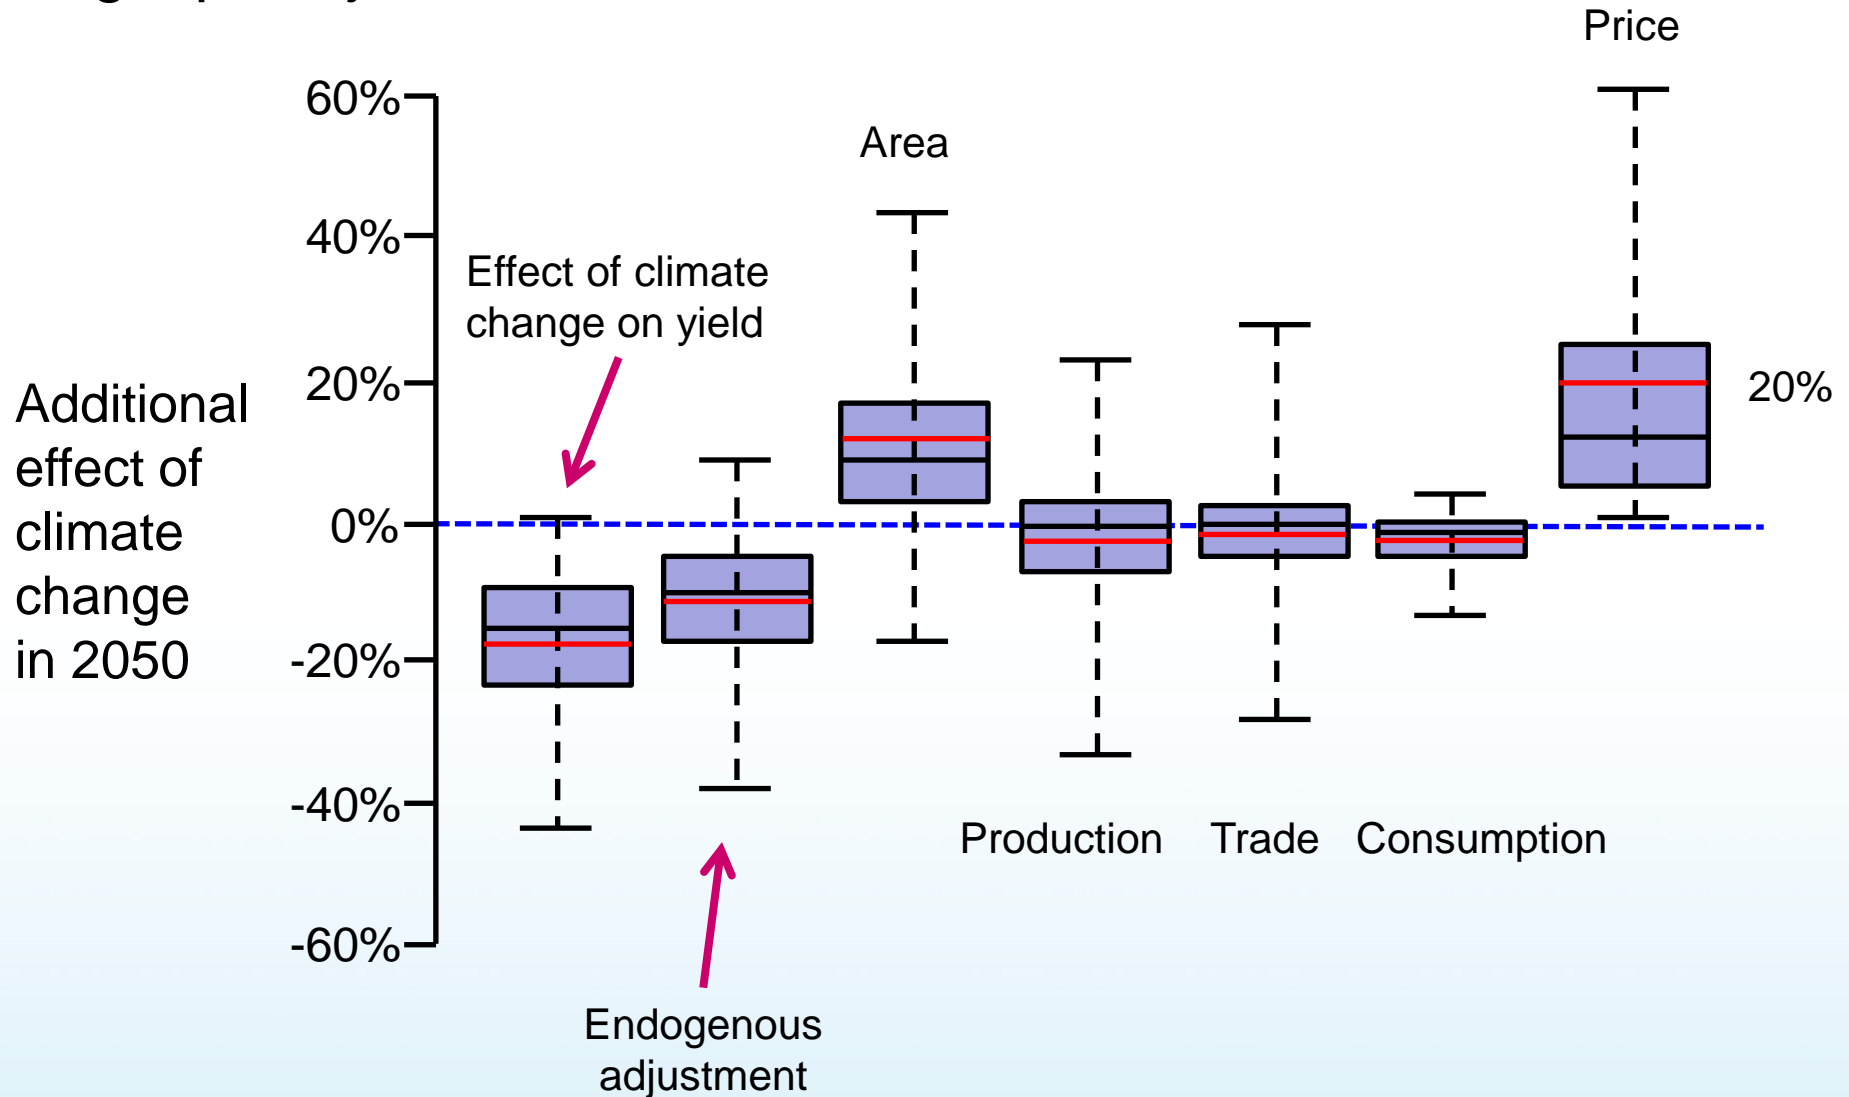 Price
60%
Area
40%
Effect of climate
change on yield
20%
20%
Additional
effect of
climate
change
in 2050
0%
-20%
-40%
Production Trade Consumption
-60%
Endogenous
adjustment